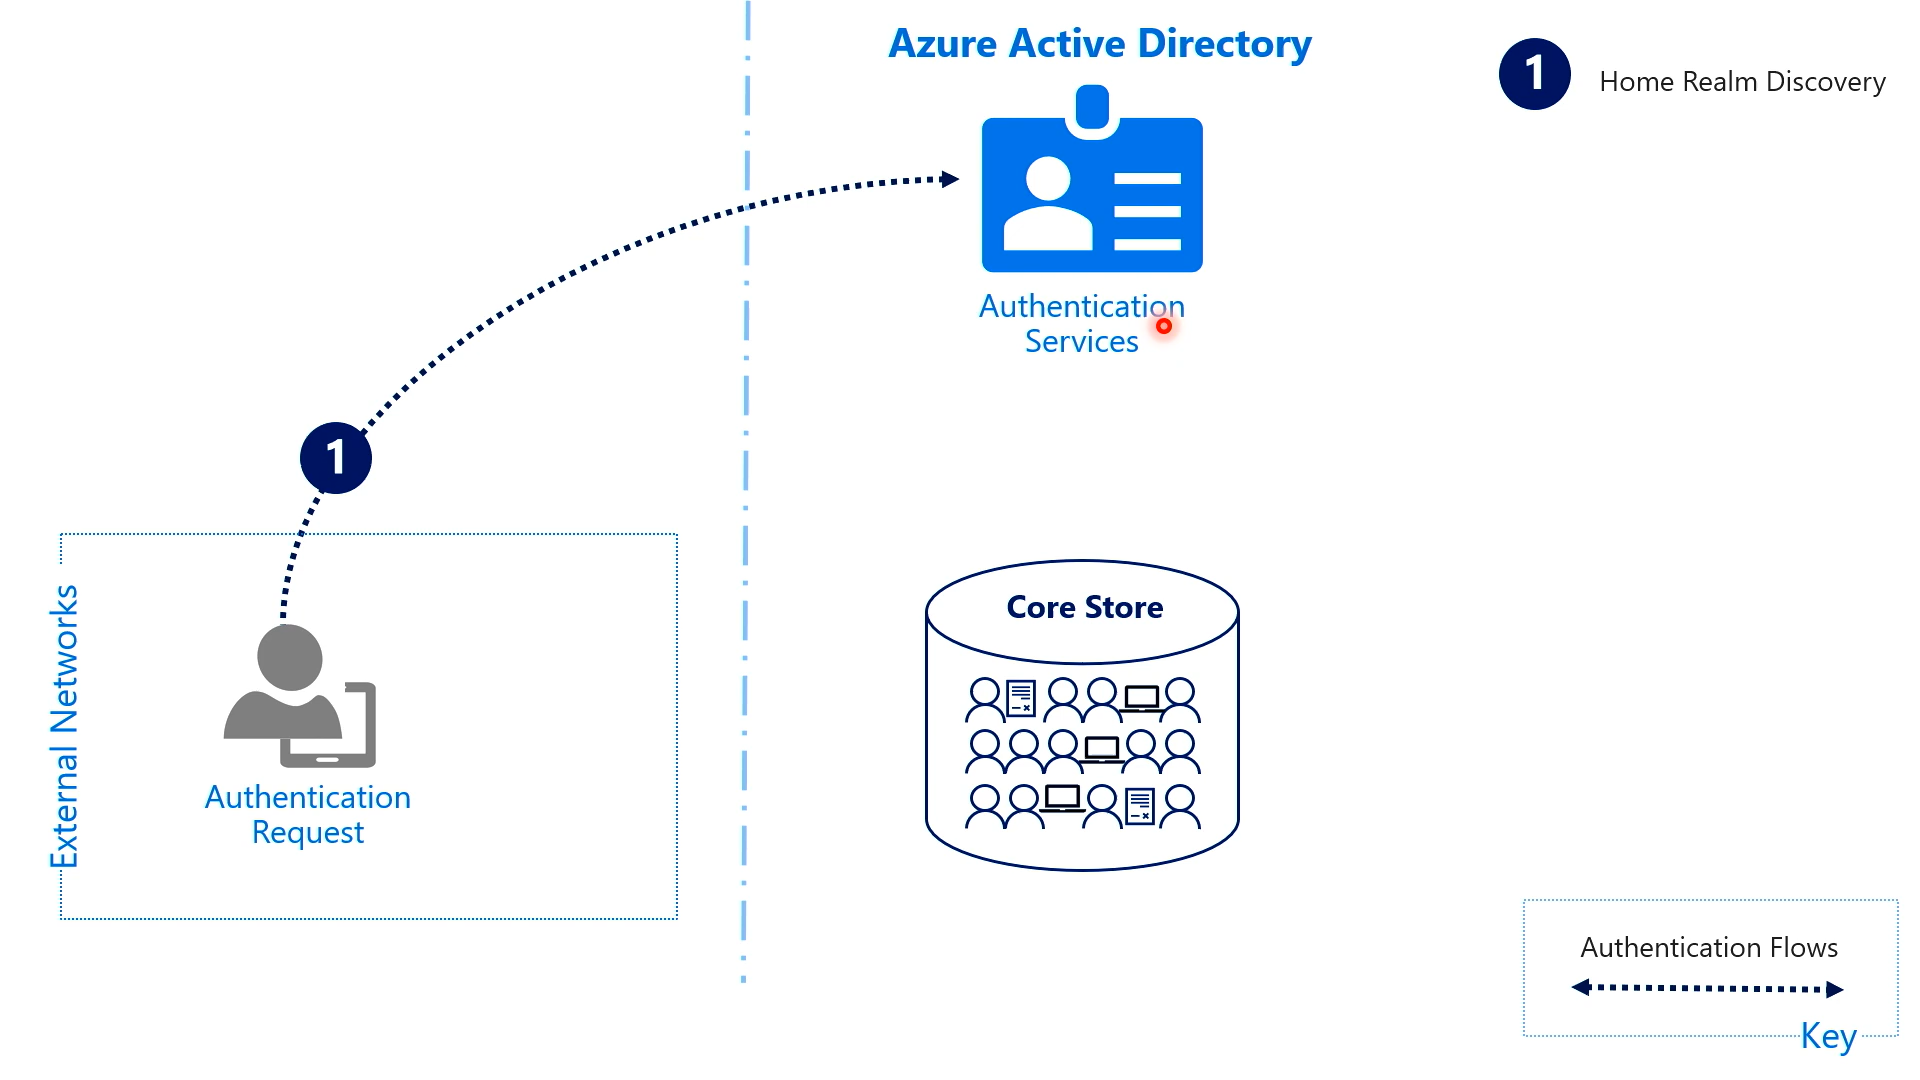 Azure Active Directory
1
Home Realm Discovery
Authentication
Services
1
Core Store
External Networks
Authentication
Request
Authentication Flows
Key